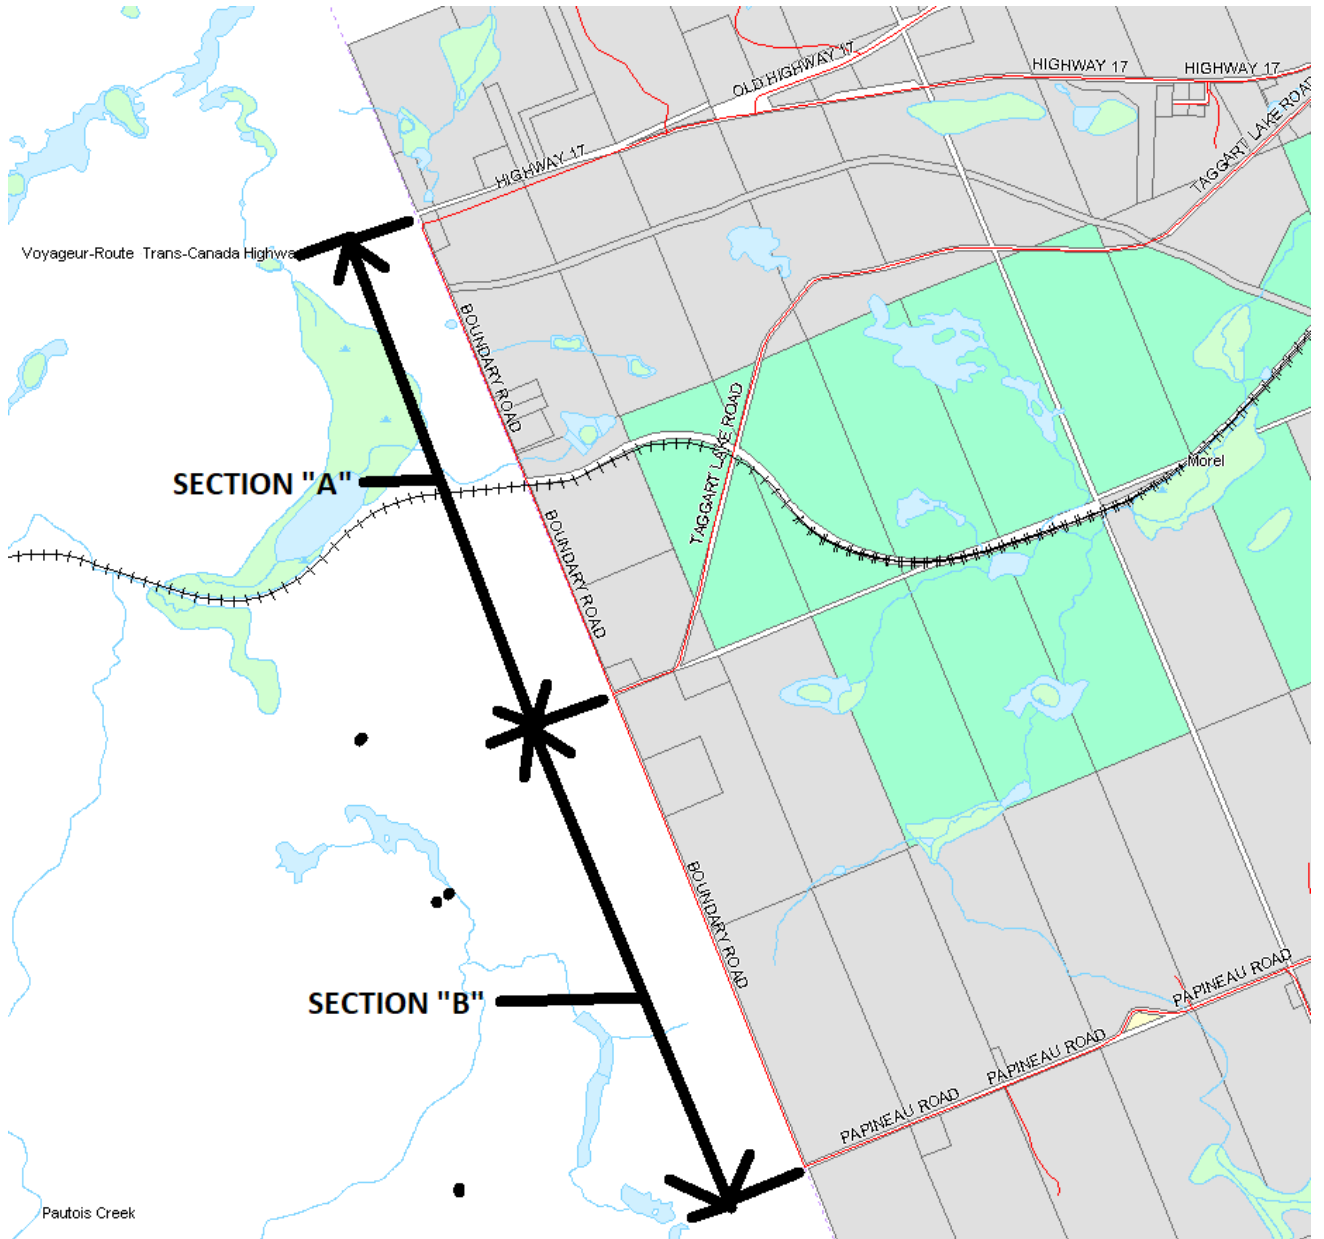 OLD HIGHWAY 17
HIGHWAY 17
HIGHWAY 17
TAGGART LAKE ROAD
HIGHWAY 17
Voyageur-Route Trans-Canada Highwa
BOUNDARY ROAD
TAGGART LAKE ROAD
Morel
SECTION "A"
BOUNDARY ROAD
BOUNDARY ROAD
PAPINEAU ROAD
SECTION "B"
PAPINEAU ROAD
PAPINEAU ROAD
Pautois Creek